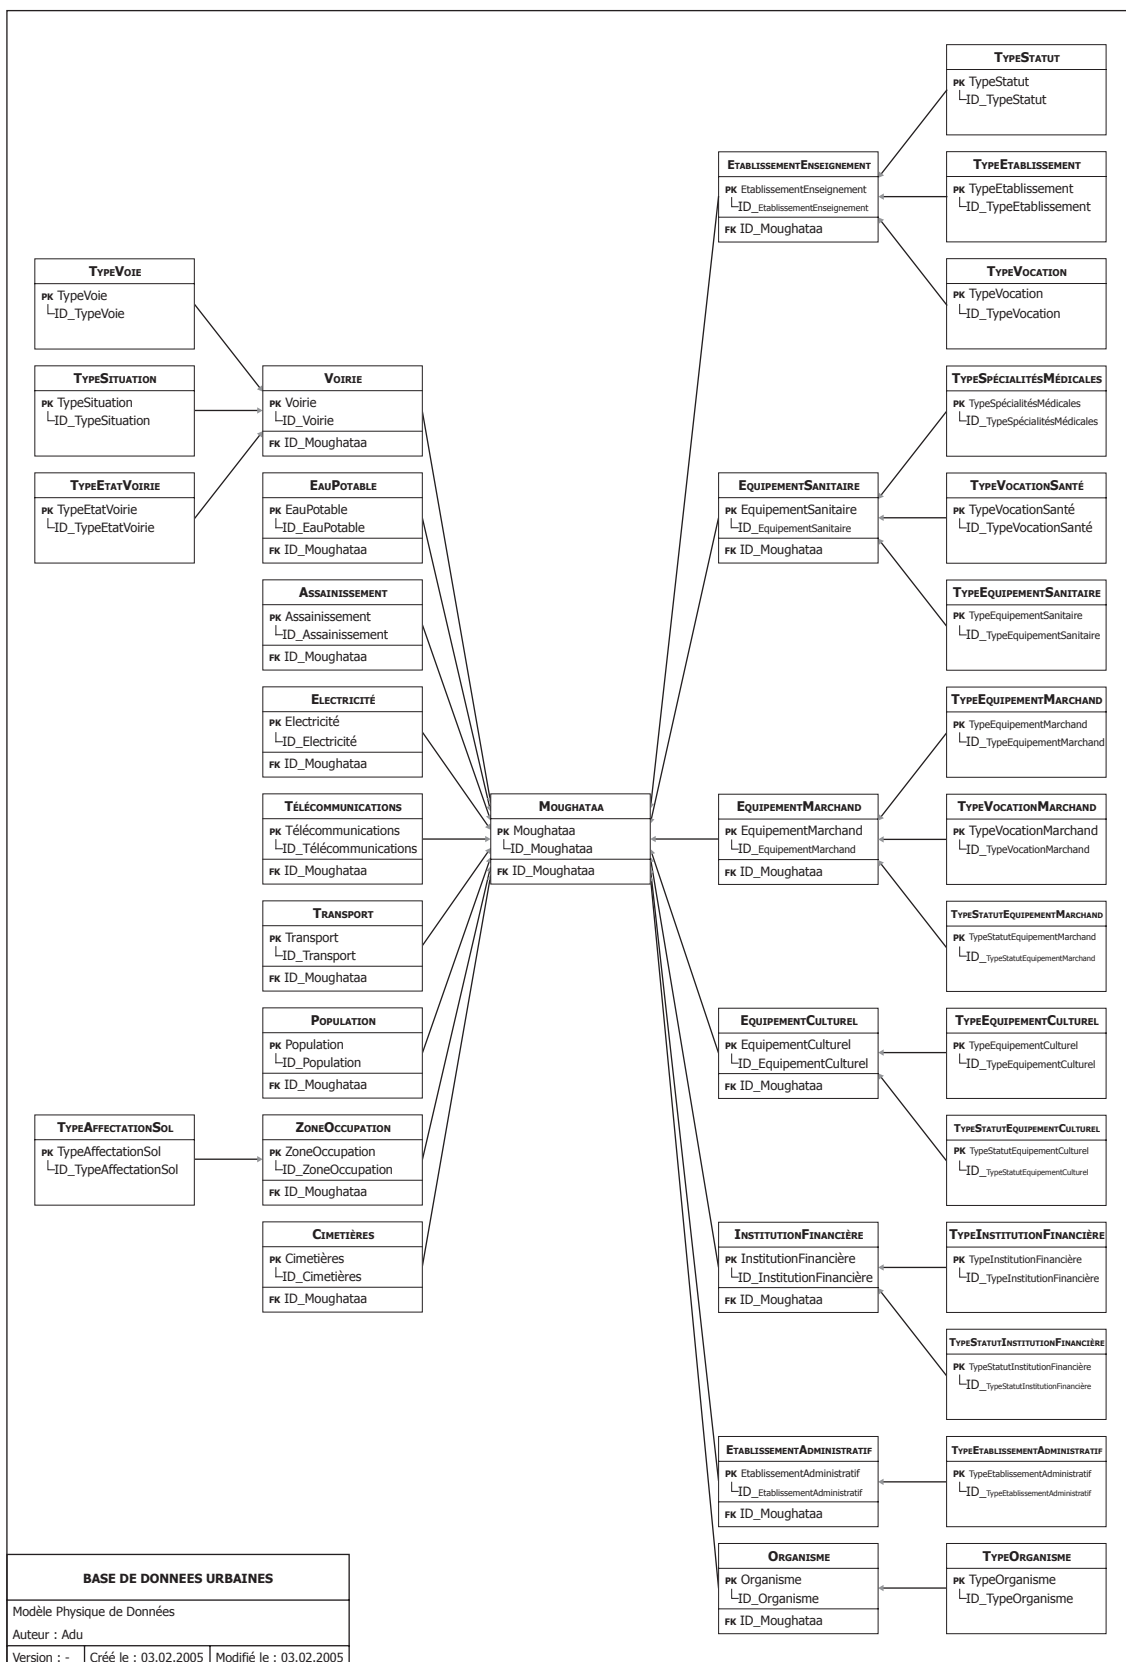 TypeStatut
PK TypeStatut
ID_TypeStatut
EtablissementEnseignement
PK EtablissementEnseignement
ID_EtablissementEnseignement
FK ID_Moughataa
TypeEtablissement
PK TypeEtablissement
ID_TypeEtablissement
TypeVocation
PK TypeVocation
ID_TypeVocation
TypeVoie
PK TypeVoie
ID_TypeVoie
TypeSituation
PK TypeSituation
ID_TypeSituation
TypeEtatVoirie
PK TypeEtatVoirie
ID_TypeEtatVoirie
Voirie
PK Voirie
ID_Voirie
FK ID_Moughataa
EauPotable
PK EauPotable
ID_EauPotable
FK ID_Moughataa
Assainissement
PK Assainissement
ID_Assainissement
FK ID_Moughataa
Electricité
PK Electricité
ID_Electricité
FK ID_Moughataa
Télécommunications
PK Télécommunications
ID_Télécommunications
FK ID_Moughataa
Transport
PK Transport
ID_Transport
FK ID_Moughataa
Population
PK Population
ID_Population
FK ID_Moughataa
TypeAffectationSol
PK TypeAffectationSol
ID_TypeAffectationSol
ZoneOccupation
PK ZoneOccupation
ID_ZoneOccupation
FK ID_Moughataa
Cimetières
PK Cimetières
ID_Cimetières
FK ID_Moughataa
Moughataa
PK Moughataa
ID_Moughataa
FK ID_Moughataa
TypeSpécialitésMédicales
PK TypeSpécialitésMédicales
ID_TypeSpécialitésMédicales
EquipementSanitaire
PK EquipementSanitaire
ID_EquipementSanitaire
FK ID_Moughataa
TypeVocationSanté
PK TypeVocationSanté
ID_TypeVocationSanté
TypeEquipementSanitaire
PK TypeEquipementSanitaire
ID_TypeEquipementSanitaire
TypeEquipementMarchand
PK TypeEquipementMarchand
ID_TypeEquipementMarchand
EquipementMarchand
PK EquipementMarchand
ID_EquipementMarchand
FK ID_Moughataa
TypeVocationMarchand
PK TypeVocationMarchand
ID_TypeVocationMarchand
TypeStatutEquipementMarchand
PK TypeStatutEquipementMarchand
ID_TypeStatutEquipementMarchand
EquipementCulturel
PK EquipementCulturel
ID_EquipementCulturel
FK ID_Moughataa
TypeEquipementCulturel
PK TypeEquipementCulturel
ID_TypeEquipementCulturel
TypeStatutEquipementCulturel
PK TypeStatutEquipementCulturel
ID_TypeStatutEquipementCulturel
InstitutionFinancière
PK InstitutionFinancière
ID_InstitutionFinancière
FK ID_Moughataa
TypeInstitutionFinancière
PK TypeInstitutionFinancière
ID_TypeInstitutionFinancière
TypeStatutInstitutionFinancière
PK TypeStatutInstitutionFinancière
ID_TypeStatutInstitutionFinancière
EtablissementAdministratif
PK EtablissementAdministratif
ID_EtablissementAdministratif
FK ID_Moughataa
TypeEtablissementAdministratif
PK TypeEtablissementAdministratif
ID_TypeEtablissementAdministratif
Organisme
PK Organisme
ID_Organisme
FK ID_Moughataa
TypeOrganisme
PK TypeOrganisme
ID_TypeOrganisme
BASE DE DONNEES URBAINES
Modèle Physique de Données
Auteur : Adu
Version : - Créé le : 03.02.2005 Modifié le : 03.02.2005